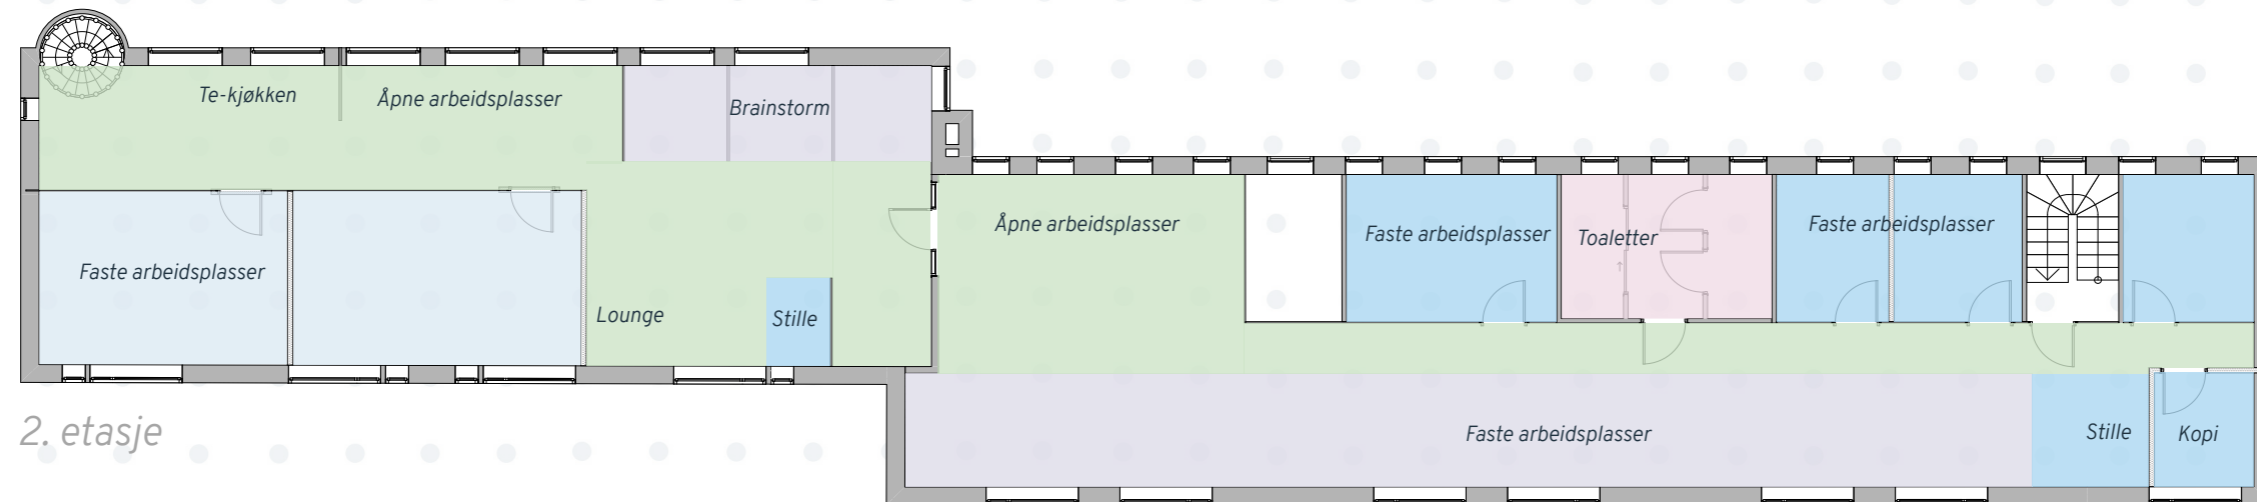 Te-kjøkken
Åpne arbeidsplasser
Brainstorm
Faste arbeidsplasser
Lounge
Stille
Åpne arbeidsplasser
Faste arbeidsplasser
Toaletter
Faste arbeidsplasser
Faste arbeidsplasser
Stille
Kopi
2. etasje